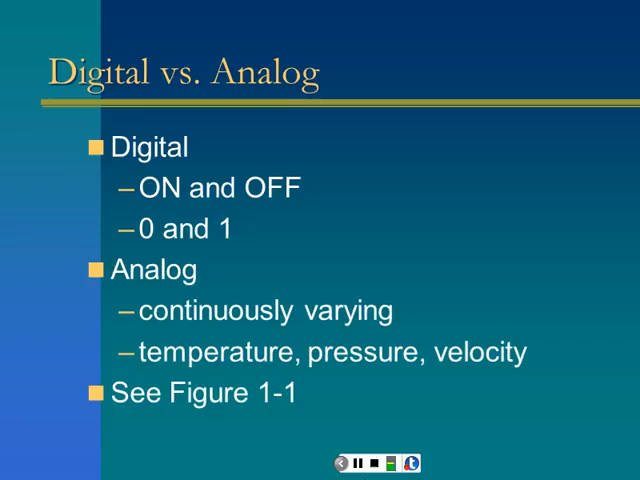 Digital vs. Analog
Digital
–ON and OFF
–0 and 1
Analog
–continuously varying
–temperature, pressure, velocity
See Figure 1-1